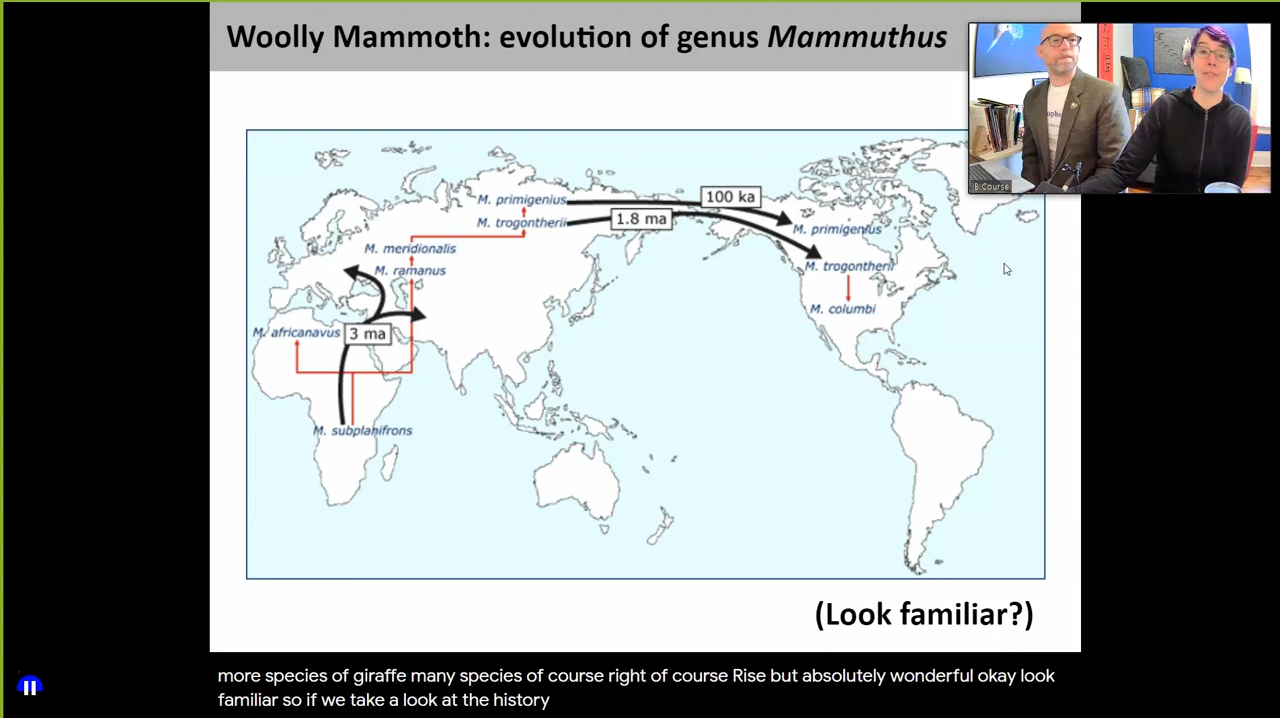 Woolly Mammoth: evolution of genus Mammuthus
B Course
100 ka
M. primigenius
1.8 ma
M. trogontherii
M. primigenius
M. meridionalis
M. trogontherii
M. ramanus
M. columbi
M. africanavus
3 ma
M. subplanifrons
(Look familiar?)
more species of giraffe many species of course right of course Rise but absolutely wonderful okay look
familiar so if we take a look at the history